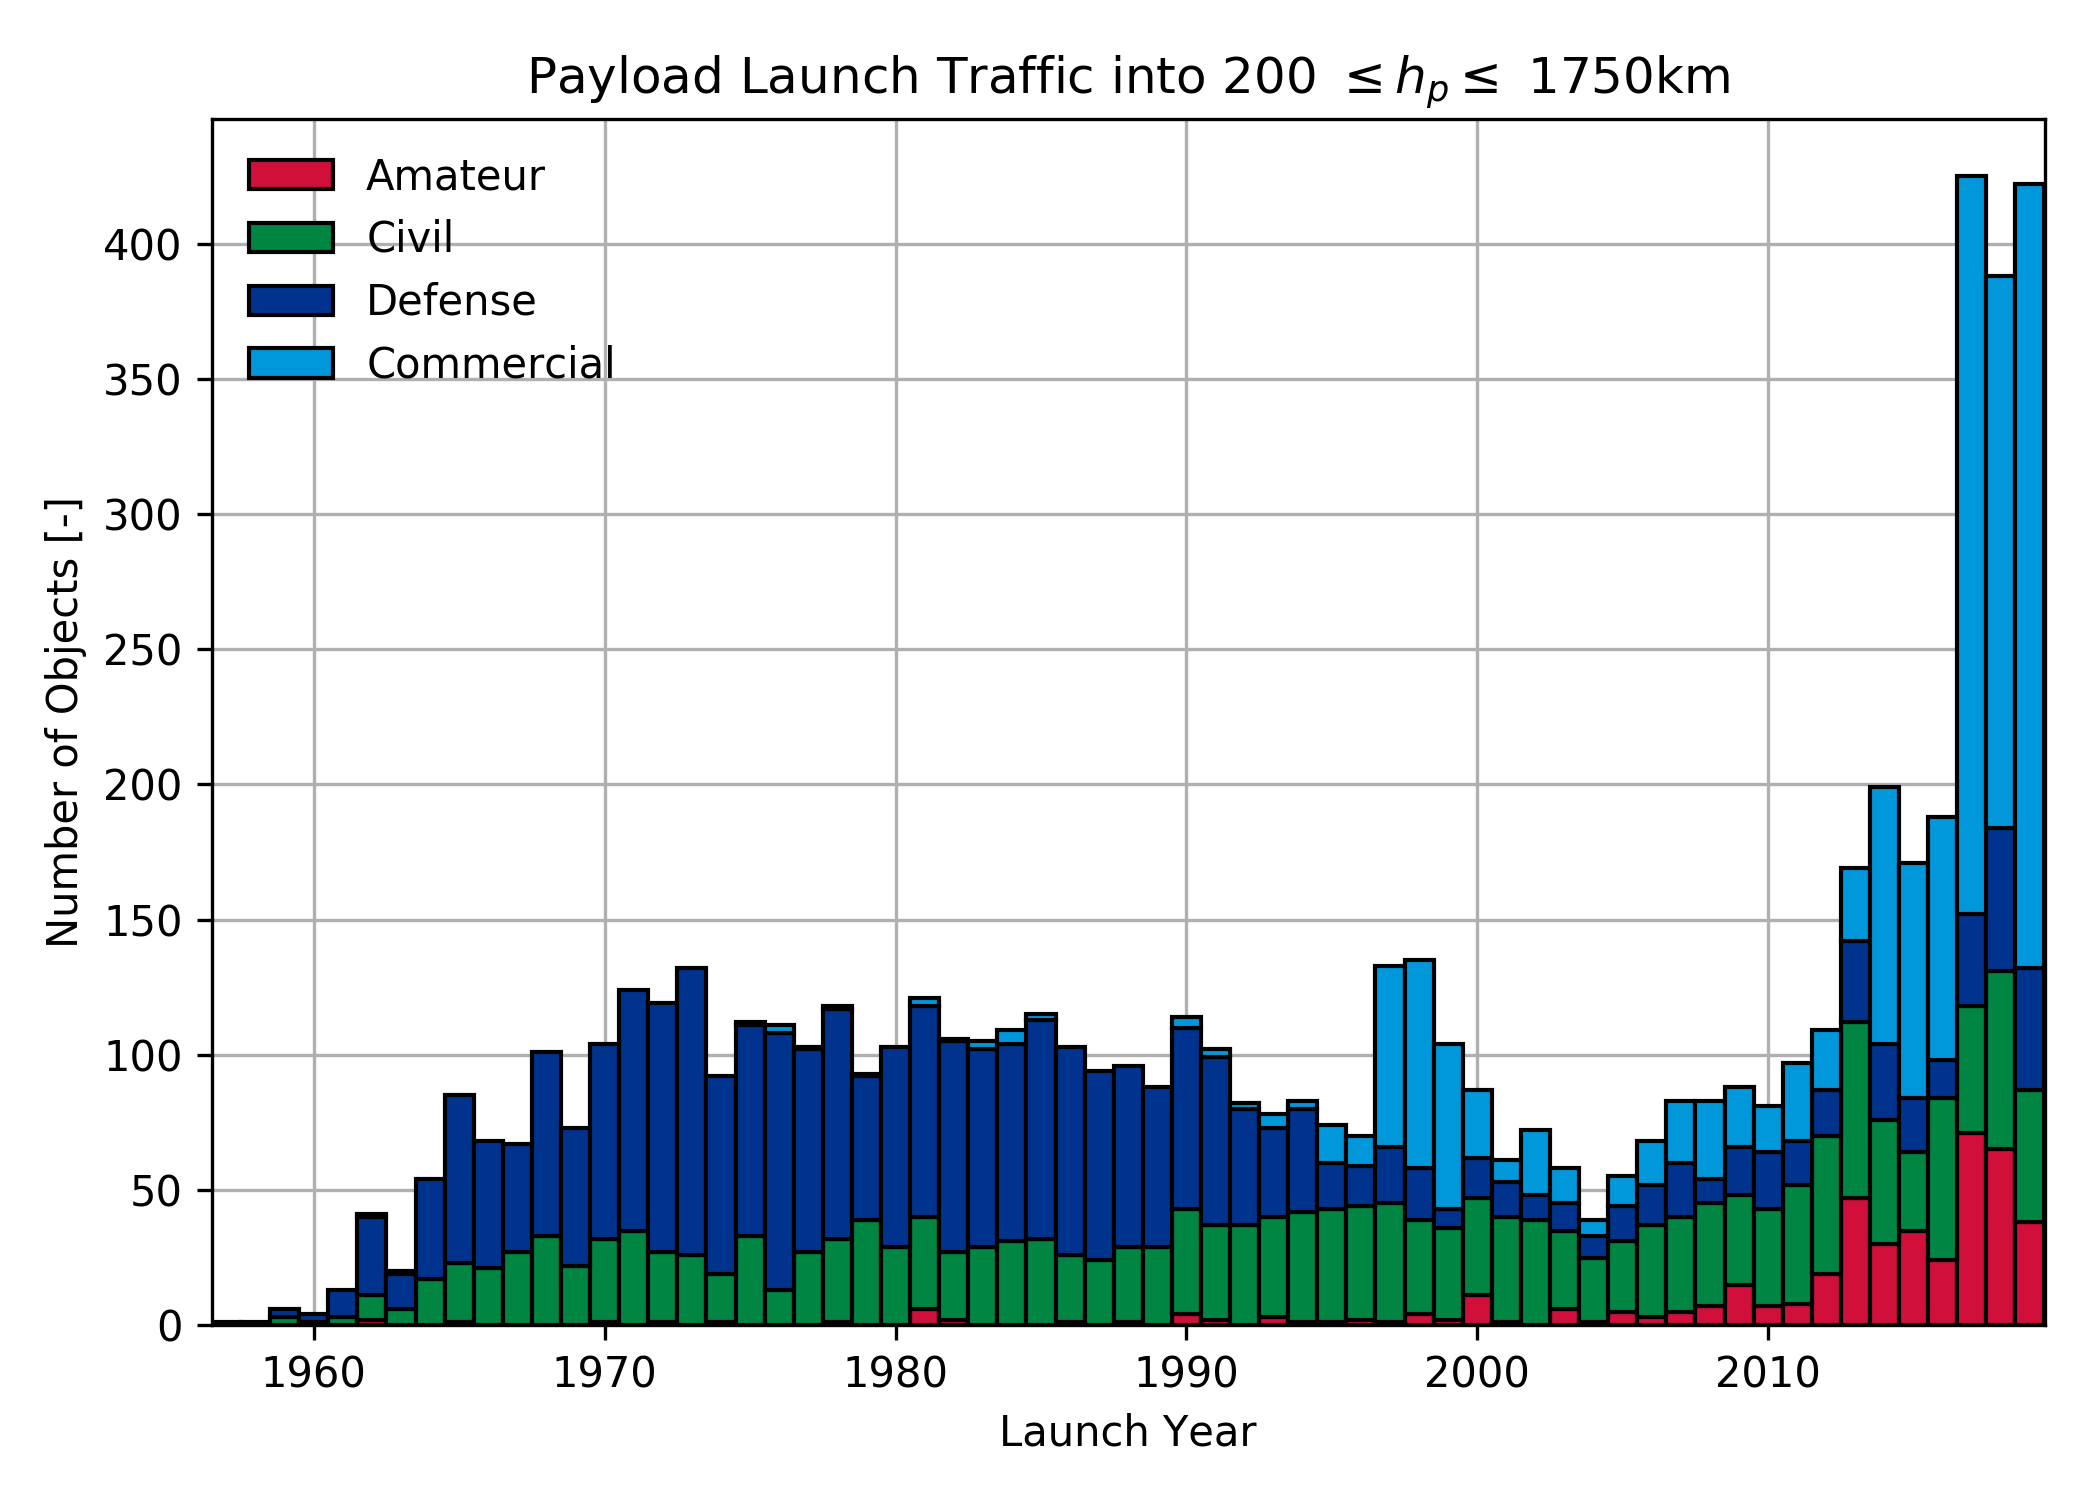 Payload Launch Traffic into 200 ≤ hₚ ≤ 1750km
Amateur
Civil
Defense
Commercial
Number of Objects [-]
400
350
300
250
200
150
100
50
0
1960 1970 1980 1990 2000 2010
Launch Year